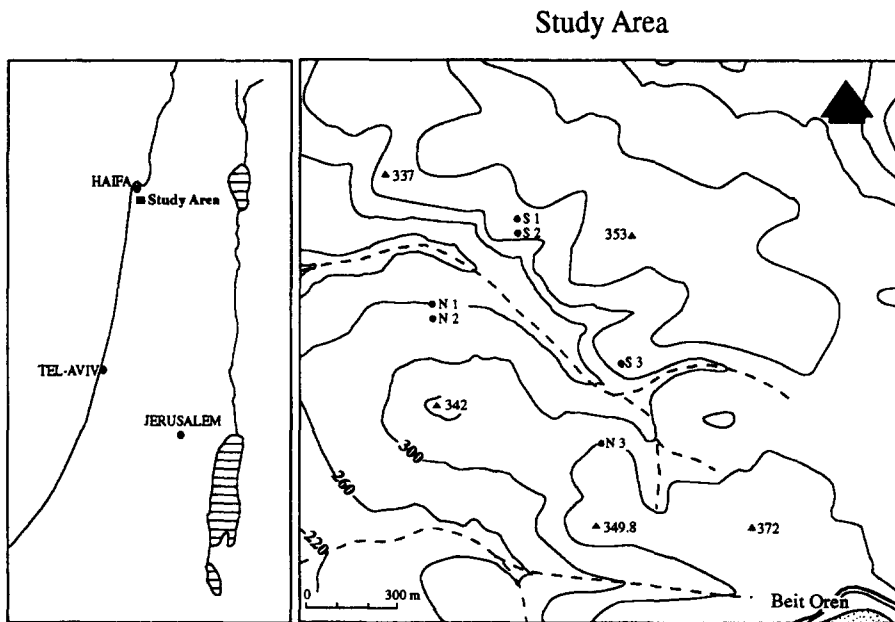 Study Area
HAIFA
Study Area
TEL-AVIV
JERUSALEM
337
S 1
S 2
353
N 1
N 2
S 3
342
300
N 3
260
349.8
372
220
0 300 m
Beit Oren